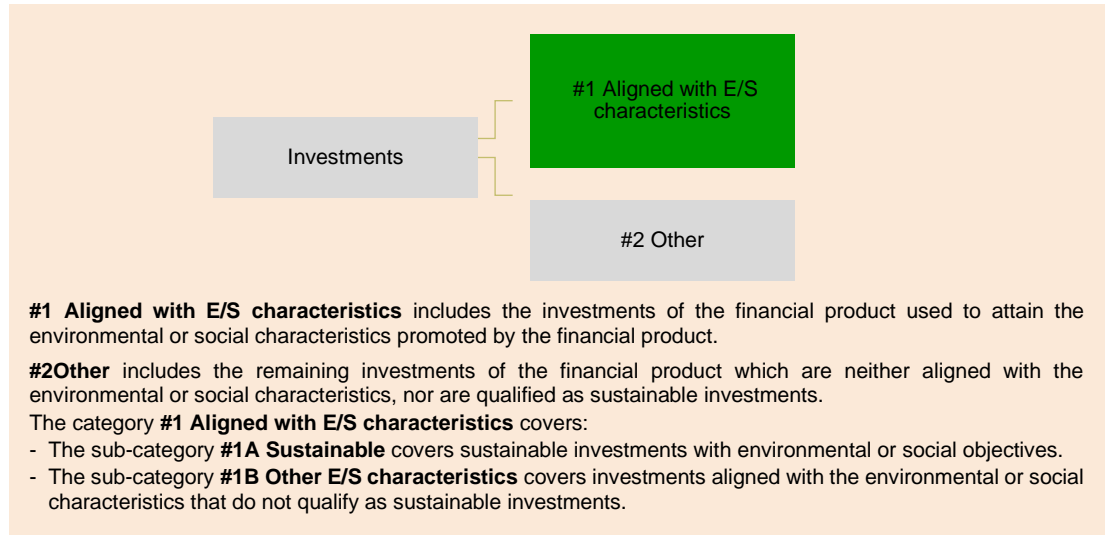 #1 Aligned with E/S
characteristics
Investments
#2 Other
#1 Aligned with E/S characteristics includes the investments of the financial product used to attain the
environmental or social characteristics promoted by the financial product.
#2Other includes the remaining investments of the financial product which are neither aligned with the
environmental or social characteristics, nor are qualified as sustainable investments.
The category #1 Aligned with E/S characteristics covers:
- The sub-category #1A Sustainable covers sustainable investments with environmental or social objectives.
- The sub-category #1B Other E/S characteristics covers investments aligned with the environmental or social
characteristics that do not qualify as sustainable investments.